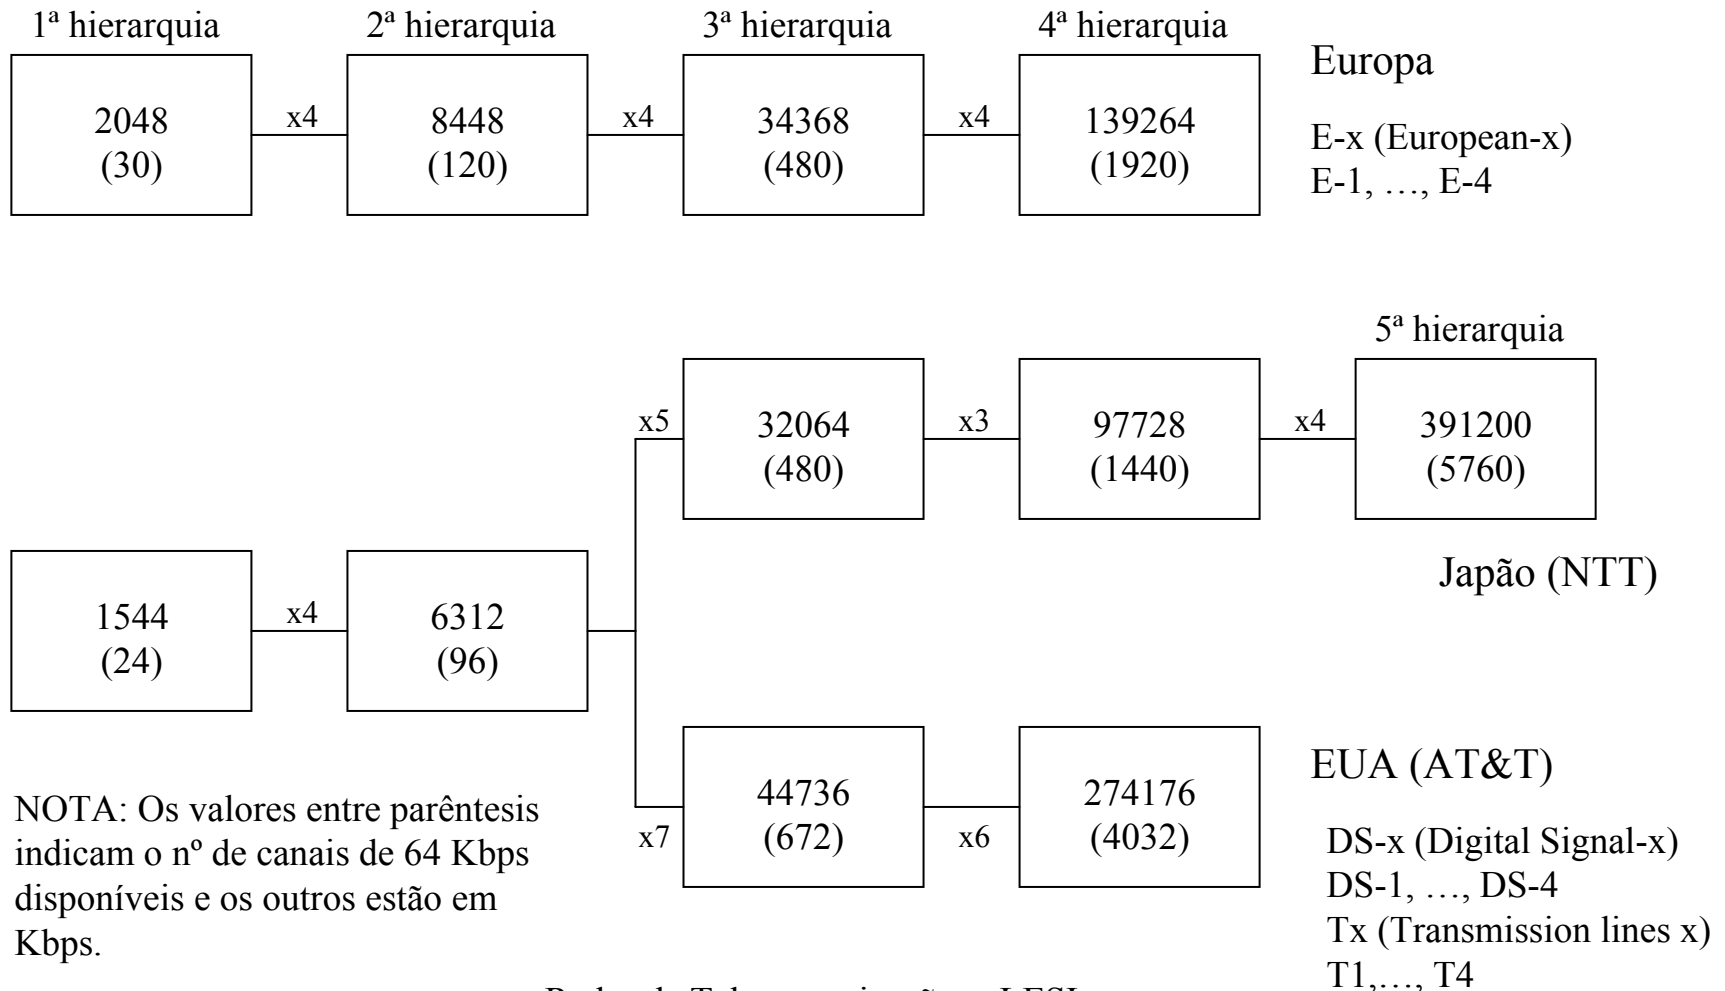 1ª hierarquia
2ª hierarquia
3ª hierarquia
4ª hierarquia
2048
(30)
x4
8448
(120)
x4
34368
(480)
x4
139264
(1920)
Europa
E-x (European-x)
E-1, …, E-4
5ª hierarquia
x5
32064
(480)
x3
97728
(1440)
x4
391200
(5760)
Japão (NTT)
1544
(24)
x4
6312
(96)
x7
44736
(672)
x6
274176
(4032)
EUA (AT&T)
DS-x (Digital Signal-x)
DS-1, …, DS-4
Tx (Transmission lines x)
T1,…, T4
NOTA: Os valores entre parêntesis
indicam o nº de canais de 64 Kbps
disponíveis e os outros estão em
Kbps.